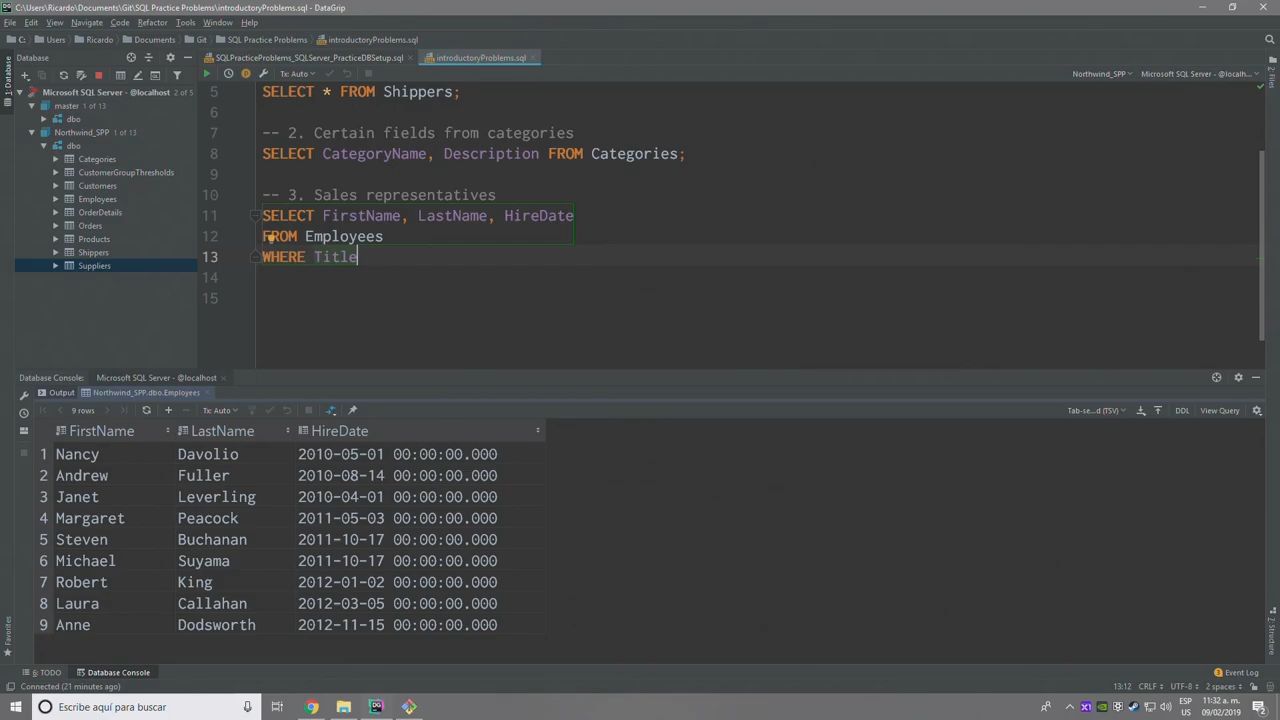 C:\Users\Ricardo\Documents\Git\SQL Practice Problems\introductoryProblems.sql] - DataGrip
File Edit View Navigate Code Refactor Tools Window Help
C: Users Ricardo Documents Git SQL Practice Problems introductoryProblems.sql
Database
SQLPracticeProblems_SQLServer_PracticeDBSetup.sql introductoryProblems.sql
Tx: Auto Northwind_SPP Microsoft SQL Server - @localh...
1: Database
2: Files
Microsoft SQL Server - @localhost 2 of 5
master 1 of 13
dbo
Northwind_SPP 1 of 13
dbo
Categories
CustomerGroupThresholds
Customers
Employees
OrderDetails
Orders
Products
Shippers
Suppliers
5 SELECT * FROM Shippers;
6
7 -- 2. Certain fields from categories
8 SELECT CategoryName, Description FROM Categories;
9
10 -- 3. Sales representatives
11 SELECT FirstName, LastName, HireDate
12 FROM Employees
13 WHERE Title
14
15
Database Console: Microsoft SQL Server - @localhost
Output Northwind_SPP.dbo.Employees
9 rows Tx: Auto Tab-se...d (TSV) DDL View Query
FirstName LastName HireDate
1 Nancy Davolio 2010-05-01 00:00:00.000
2 Andrew Fuller 2010-08-14 00:00:00.000
3 Janet Leverling 2010-04-01 00:00:00.000
4 Margaret Peacock 2011-05-03 00:00:00.000
5 Steven Buchanan 2011-10-17 00:00:00.000
6 Michael Suyama 2011-10-17 00:00:00.000
7 Robert King 2012-01-02 00:00:00.000
8 Laura Callahan 2012-03-05 00:00:00.000
9 Anne Dodsworth 2012-11-15 00:00:00.000
Favorites
Z: Structure
6: TODO Database Console Event Log
Connected (21 minutes ago) 13:12 CRLF UTF-8 2 spaces
Escribe aquí para buscar
ESP
US
11:32 a. m.
09/02/2019
2